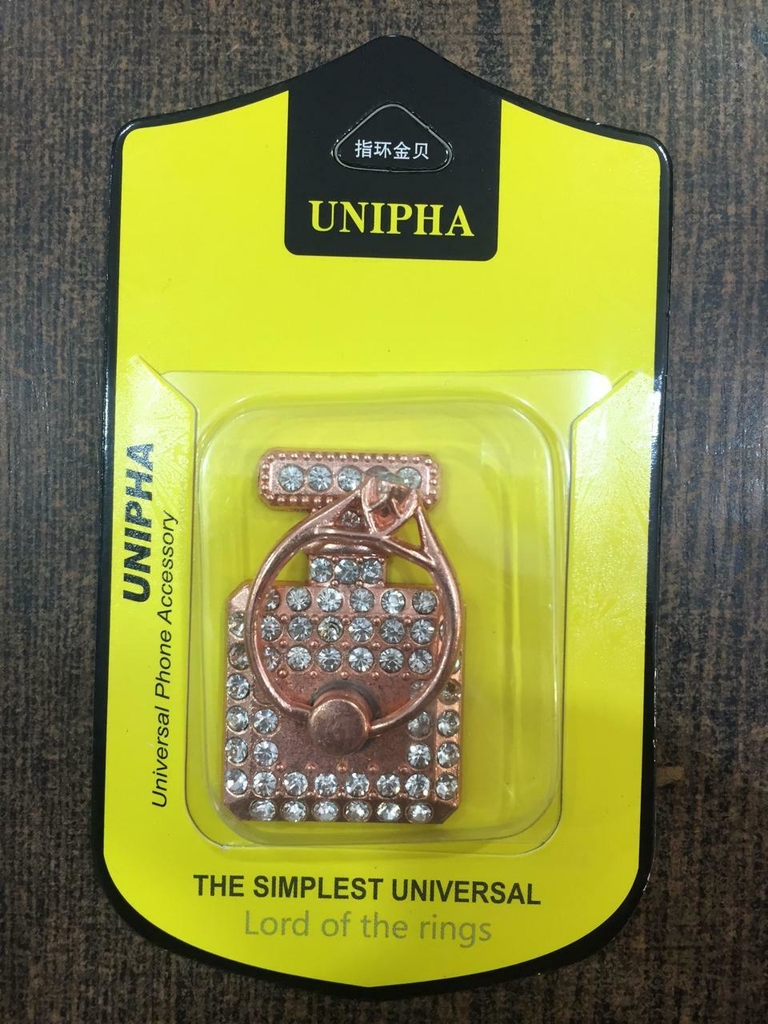 指环金贝
UNIPHA
UNIPHA
Universal Phone Accessory
THE SIMPLEST UNIVERSAL
Lord of the rings